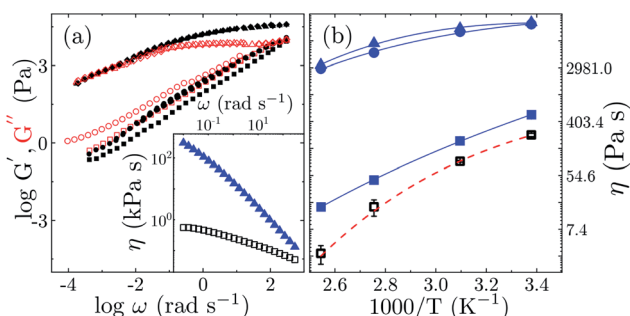 (a)
log G′, G″ (Pa)
3
0
-3
-4 -2 0 2
log ω (rad s⁻¹)
ω (rad s⁻¹)
10⁻¹ 10¹
10²
10⁰
η (kPa s)
(b)
2981.0
403.4
54.6
7.4
η (Pa s)
2.6 2.8 3.0 3.2 3.4
1000/T (K⁻¹)